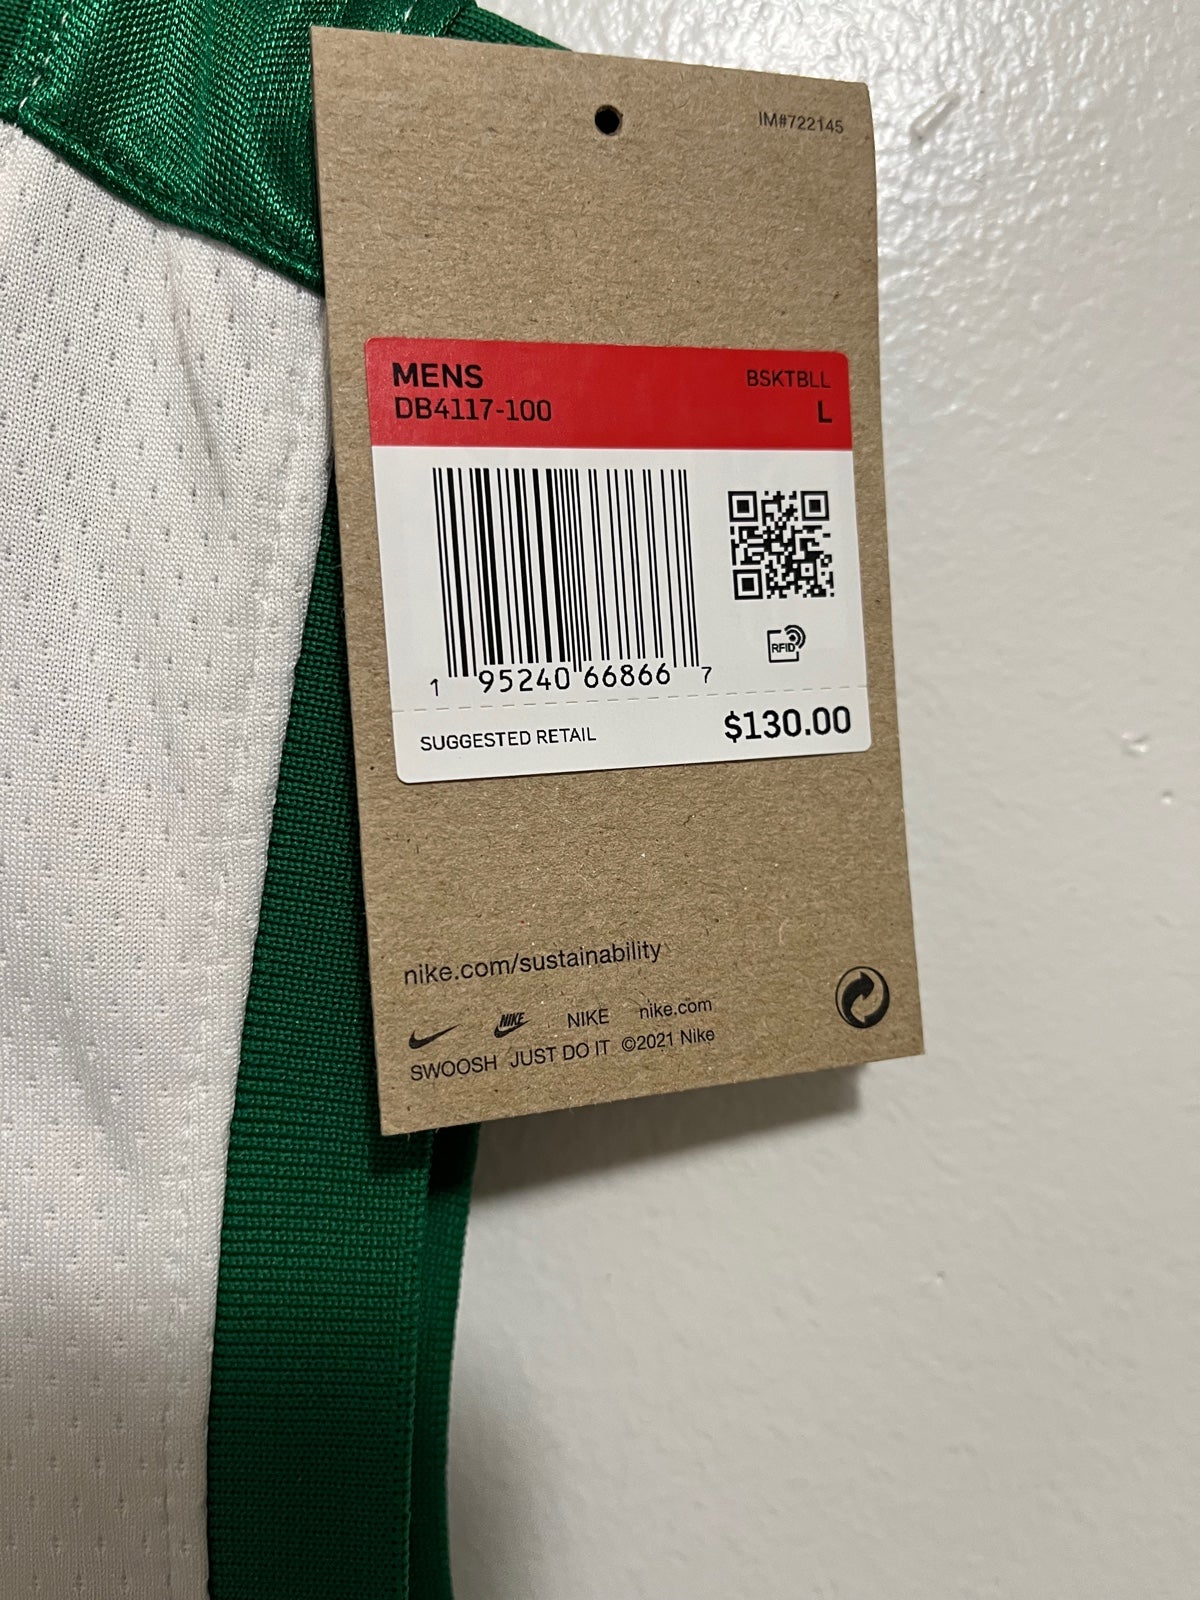 IM#722145
MENS
BSKTBLL
DB4117-100
L
RFID
1 95240 66866 7
SUGGESTED RETAIL
$130.00
nike.com/sustainability
NIKE NIKE nike.com
SWOOSH JUST DO IT ©2021 Nike